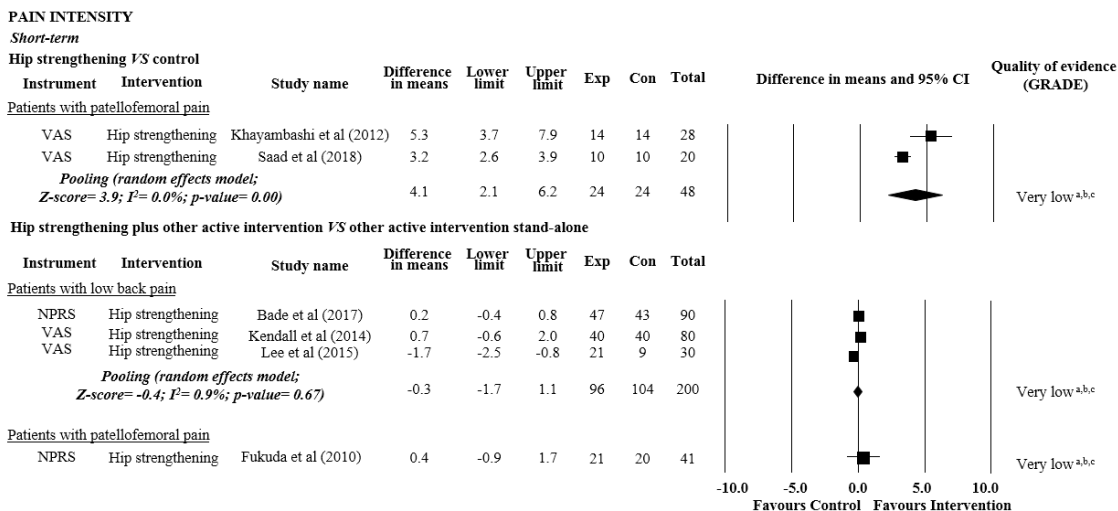 PAIN INTENSITY
Short-term
Hip strengthening VS control
Instrument Intervention Study name Difference in means Lower limit Upper limit Exp Con Total Difference in means and 95% CI Quality of evidence (GRADE)
Patients with patellofemoral pain
VAS Hip strengthening Khayambashi et al (2012) 5.3 3.7 7.9 14 14 28
VAS Hip strengthening Saad et al (2018) 3.2 2.6 3.9 10 10 20
Pooling (random effects model;
Z-score= 3.9; I²= 0.0%; p-value= 0.00) 4.1 2.1 6.2 24 24 48 Very low a,b,c
Hip strengthening plus other active intervention VS other active intervention stand-alone
Instrument Intervention Study name Difference in means Lower limit Upper limit Exp Con Total
Patients with low back pain
NPRS Hip strengthening Bade et al (2017) 0.2 -0.4 0.8 47 43 90
VAS Hip strengthening Kendall et al (2014) 0.7 -0.6 2.0 40 40 80
VAS Hip strengthening Lee et al (2015) -1.7 -2.5 -0.8 21 9 30
Pooling (random effects model;
Z-score= -0.4; I²= 0.9%; p-value= 0.67) -0.3 -1.7 1.1 96 104 200 Very low a,b,c
Patients with patellofemoral pain
NPRS Hip strengthening Fukuda et al (2010) 0.4 -0.9 1.7 21 20 41 Very low a,b,c
-10.0 -5.0 0.0 5.0 10.0
Favours Control Favours Intervention